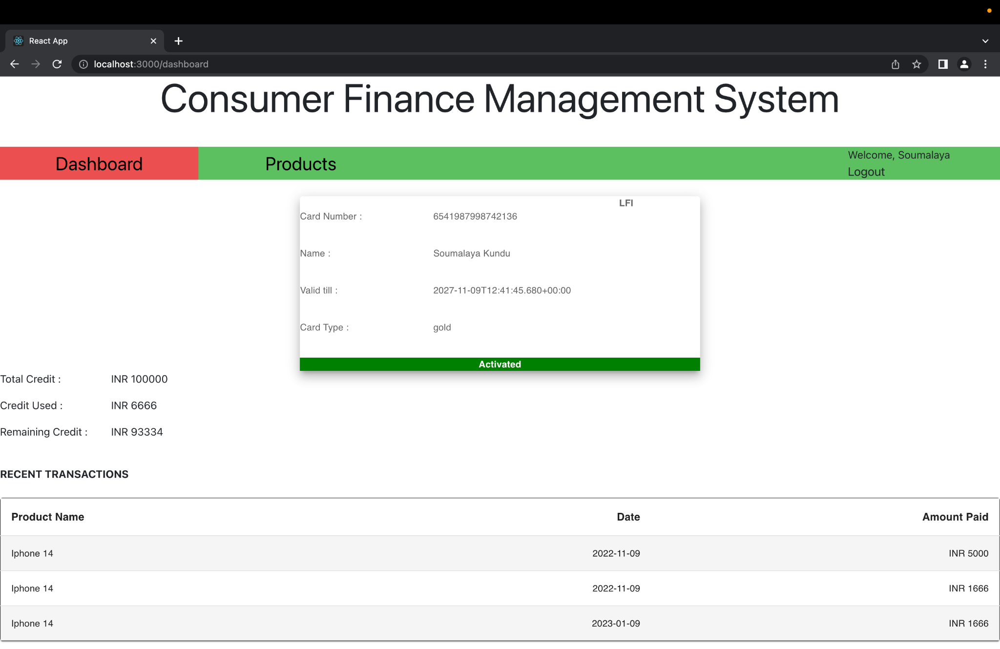 React App
localhost:3000/dashboard
Consumer Finance Management System
Dashboard Products Welcome, Soumalaya
Logout
LFI
Card Number : 6541987998742136
Name : Soumalaya Kundu
Valid till : 2027-11-09T12:41:45.680+00:00
Card Type : gold
Activated
Total Credit : INR 100000
Credit Used : INR 6666
Remaining Credit : INR 93334
RECENT TRANSACTIONS
Product Name Date Amount Paid
Iphone 14 2022-11-09 INR 5000
Iphone 14 2022-11-09 INR 1666
Iphone 14 2023-01-09 INR 1666